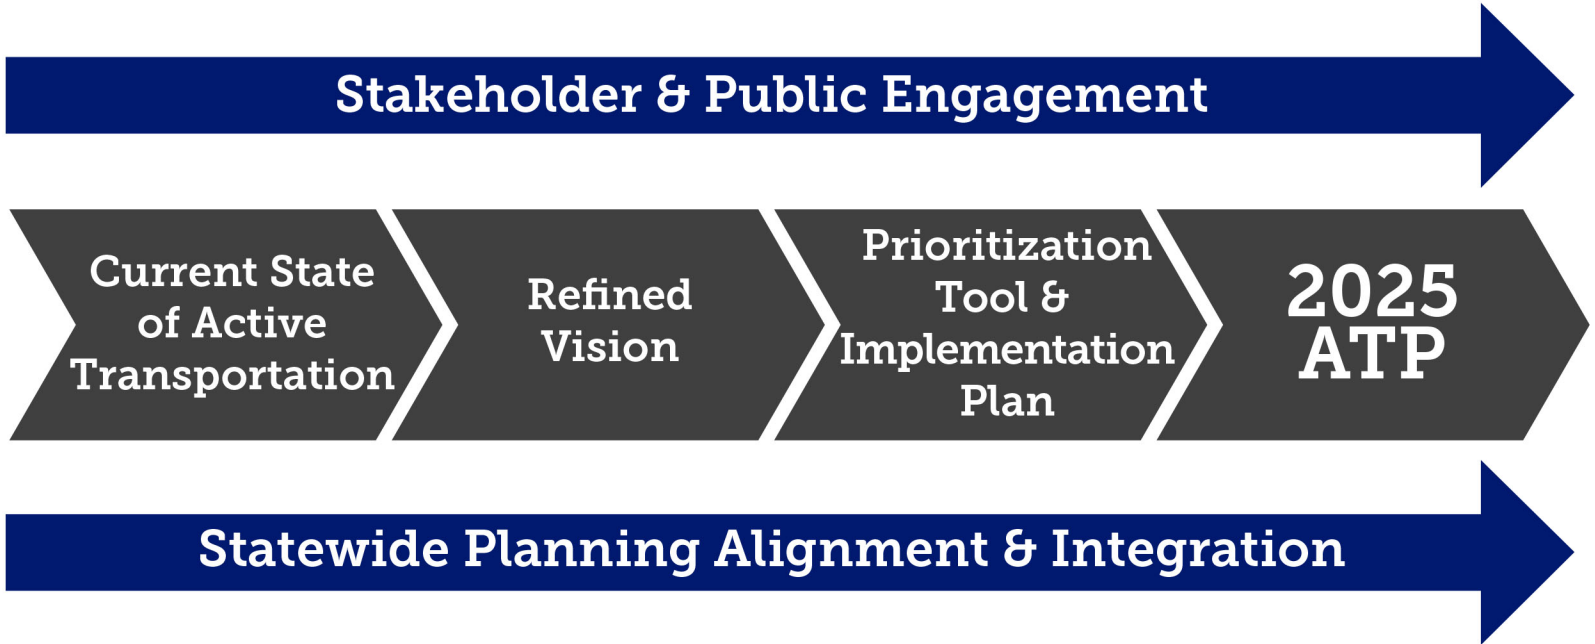 Stakeholder & Public Engagement
Current State
of Active
Transportation
Refined
Vision
Prioritization
Tool &
Implementation
Plan
2025
ATP
Statewide Planning Alignment & Integration